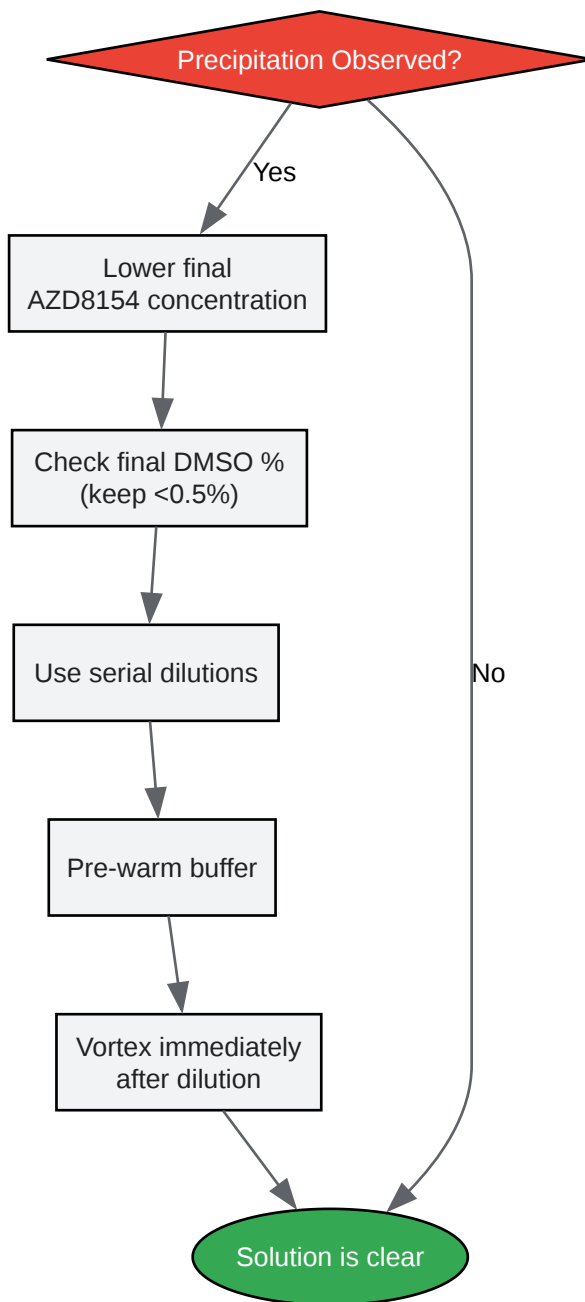 Precipitation Observed?
Yes
Lower final
AZD8154 concentration
Check final DMSO %
(keep <0.5%)
Use serial dilutions
No
Pre-warm buffer
Vortex immediately
after dilution
Solution is clear